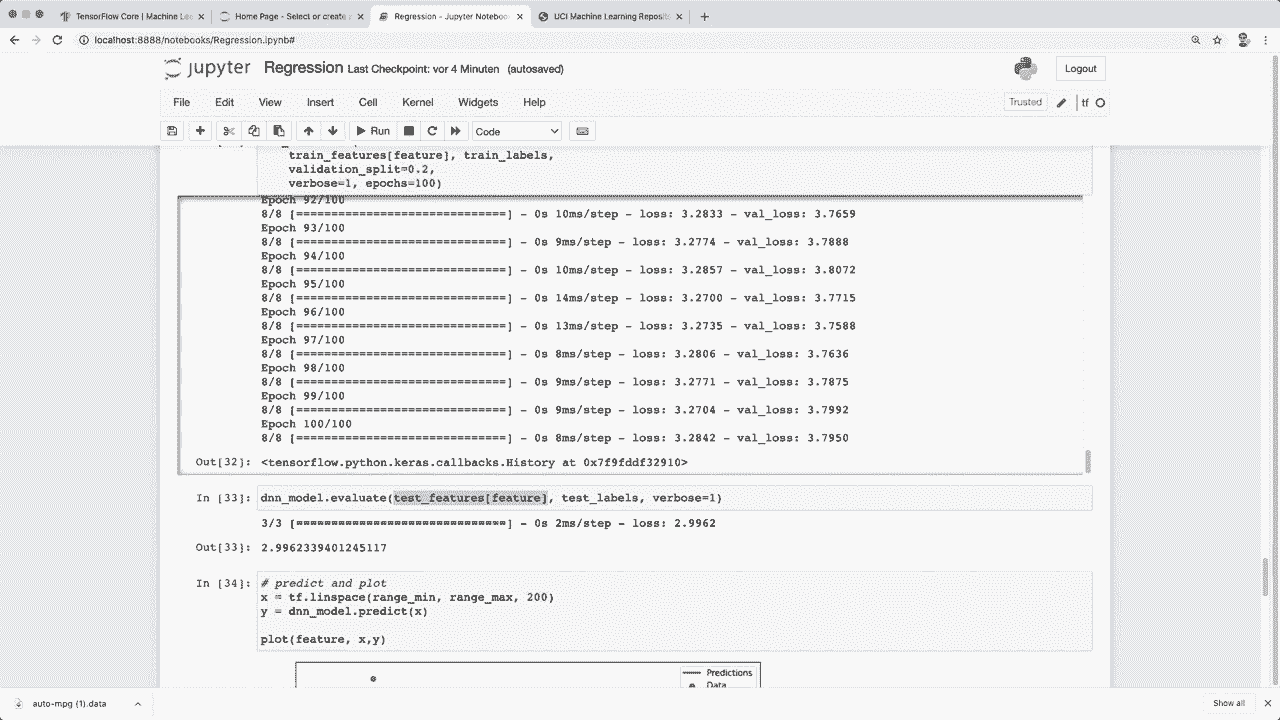 TensorFlow Core | Machine Lea
Home Page - Select or create a
Regression - Jupyter Notebook
UCI Machine Learning Reposito
localhost:8888/notebooks/Regression.ipynb#
jupyter Regression Last Checkpoint: vor 4 Minuten (autosaved)
Logout
File Edit View Insert Cell Kernel Widgets Help
Trusted tf
Run Code
train_features[feature], train_labels,
validation_split=0.2,
verbose=1, epochs=100)
Epoch 92/100
8/8 [==============================] - 0s 10ms/step - loss: 3.2833 - val_loss: 3.7659
Epoch 93/100
8/8 [==============================] - 0s 9ms/step - loss: 3.2774 - val_loss: 3.7888
Epoch 94/100
8/8 [==============================] - 0s 10ms/step - loss: 3.2857 - val_loss: 3.8072
Epoch 95/100
8/8 [==============================] - 0s 14ms/step - loss: 3.2700 - val_loss: 3.7715
Epoch 96/100
8/8 [==============================] - 0s 13ms/step - loss: 3.2735 - val_loss: 3.7588
Epoch 97/100
8/8 [==============================] - 0s 8ms/step - loss: 3.2806 - val_loss: 3.7636
Epoch 98/100
8/8 [==============================] - 0s 9ms/step - loss: 3.2771 - val_loss: 3.7875
Epoch 99/100
8/8 [==============================] - 0s 9ms/step - loss: 3.2704 - val_loss: 3.7992
Epoch 100/100
8/8 [==============================] - 0s 8ms/step - loss: 3.2842 - val_loss: 3.7950
Out[32]: <tensorflow.python.keras.callbacks.History at 0x7f9fddf32910>
In [33]: dnn_model.evaluate(test_features[feature], test_labels, verbose=1)
3/3 [==============================] - 0s 2ms/step - loss: 2.9962
Out[33]: 2.9962339401245117
In [34]: # predict and plot
x = tf.linspace(range_min, range_max, 200)
y = dnn_model.predict(x)
plot(feature, x,y)
Predictions
Data
auto-mpg (1).data
Show all